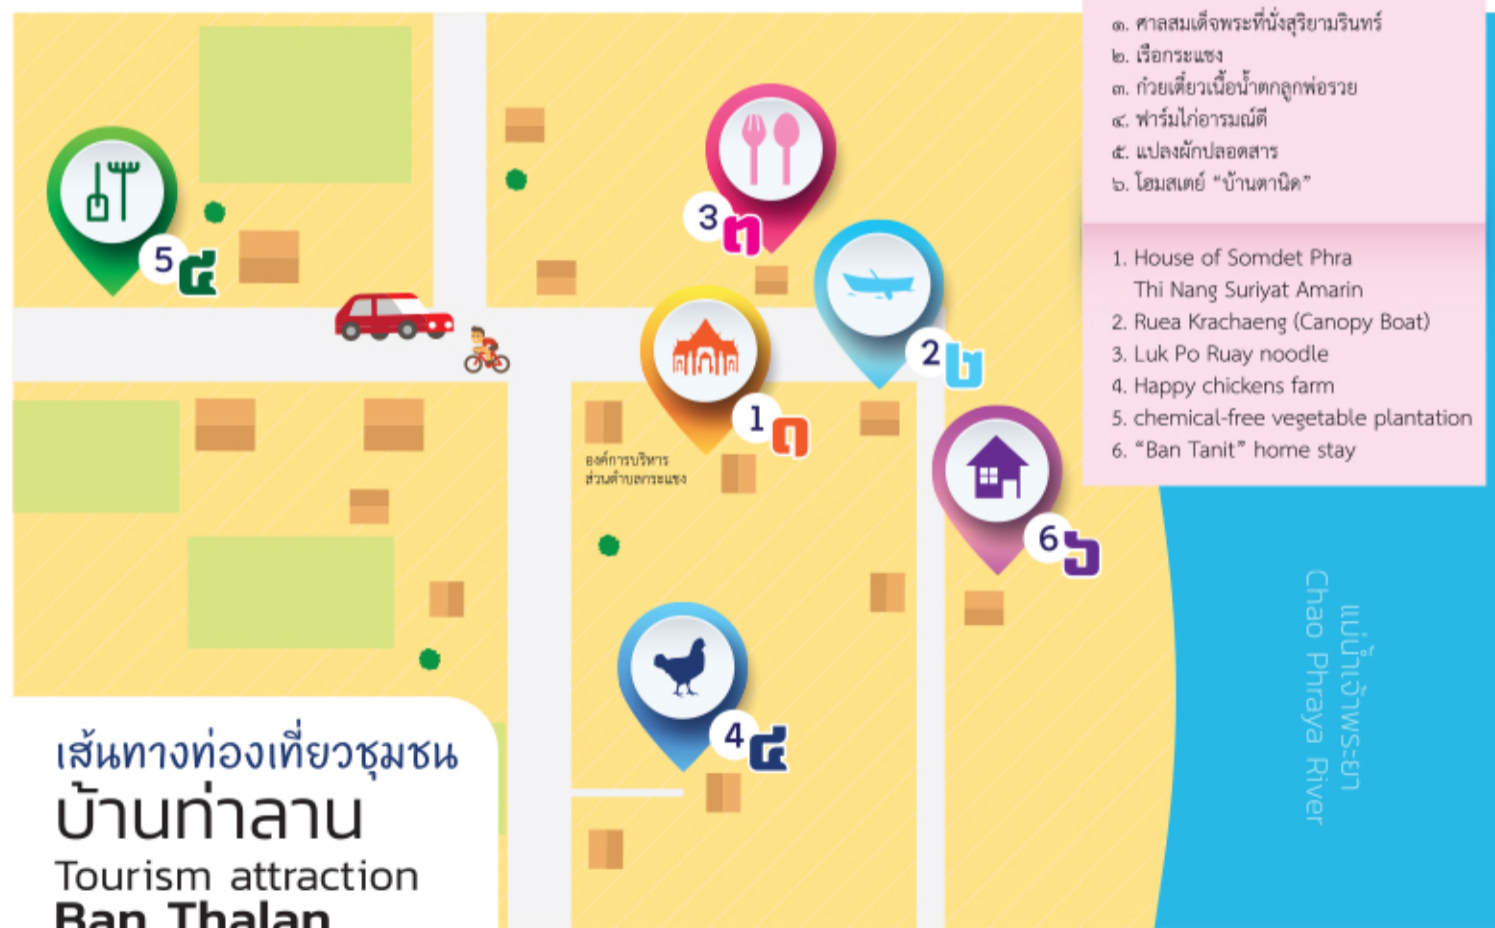 ๑. ศาลสมเด็จพระที่นั่งสุริยามรินทร์
๒. เรือกระแชง
๓. ก๋วยเตี๋ยวเนื้อน้ำตกลูกพ่อรวย
๔. ฟาร์มไก่อารมณ์ดี
๕. แปลงผักปลอดสาร
๖. โฮมสเตย์ “บ้านตานิด”
1. House of Somdet Phra
Thi Nang Suriyat Amarin
2. Ruea Krachaeng (Canopy Boat)
3. Luk Po Ruay noodle
4. Happy chickens farm
5. chemical-free vegetable plantation
6. “Ban Tanit” home stay
5 ๕
3 ๓
2 ๒
1 ๑
องค์การบริหาร
ส่วนตำบลกระแชง
6 ๖
4 ๔
แม่น้ำเจ้าพระยา
Chao Phraya River
เส้นทางท่องเที่ยวชุมชน
บ้านท่าลาน
Tourism attraction
Ban Thalan